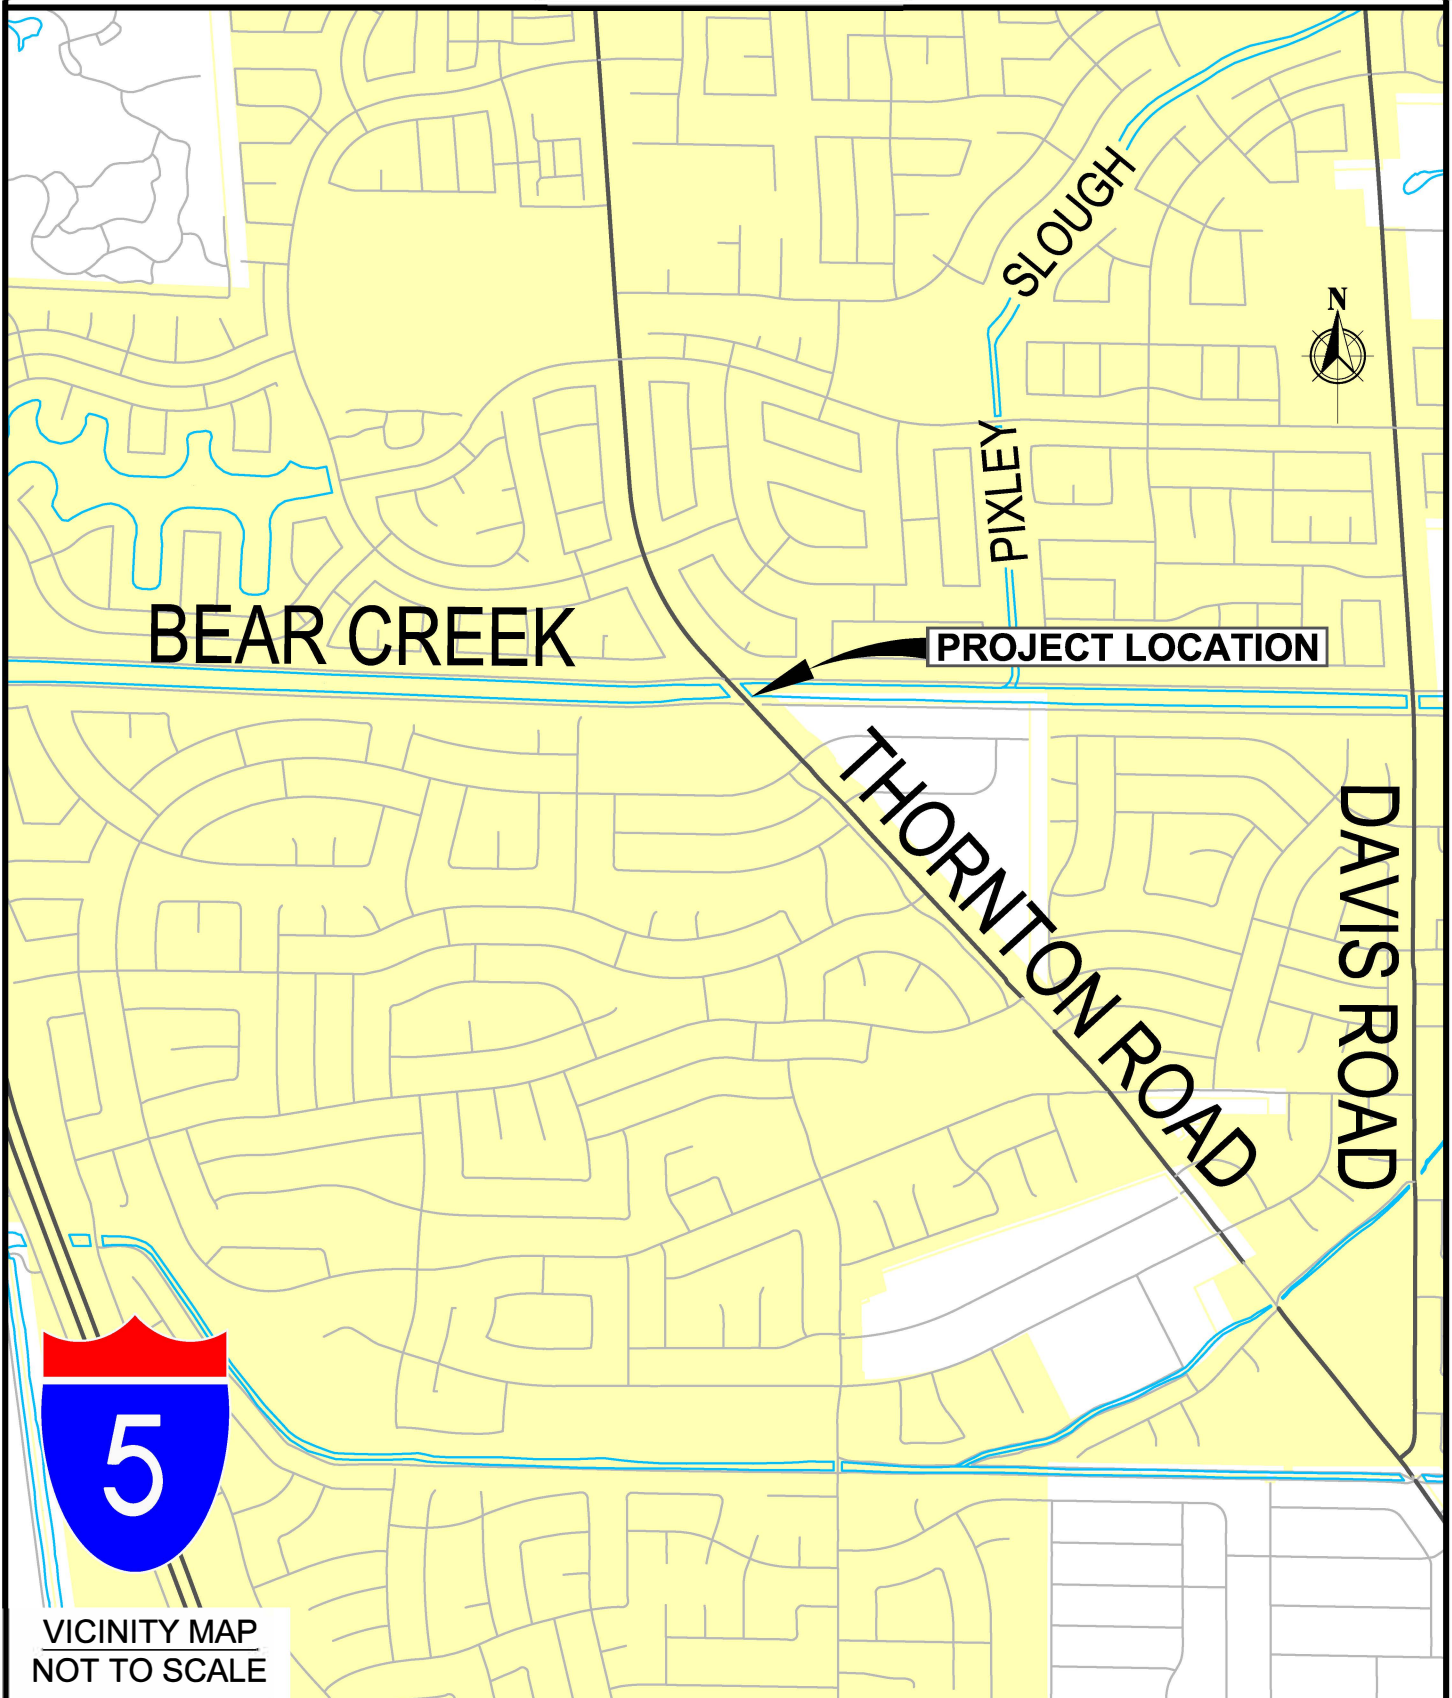 SLOUGH
N
PIXLEY
BEAR CREEK
PROJECT LOCATION
THORNTON ROAD
DAVIS ROAD
5
VICINITY MAP
NOT TO SCALE